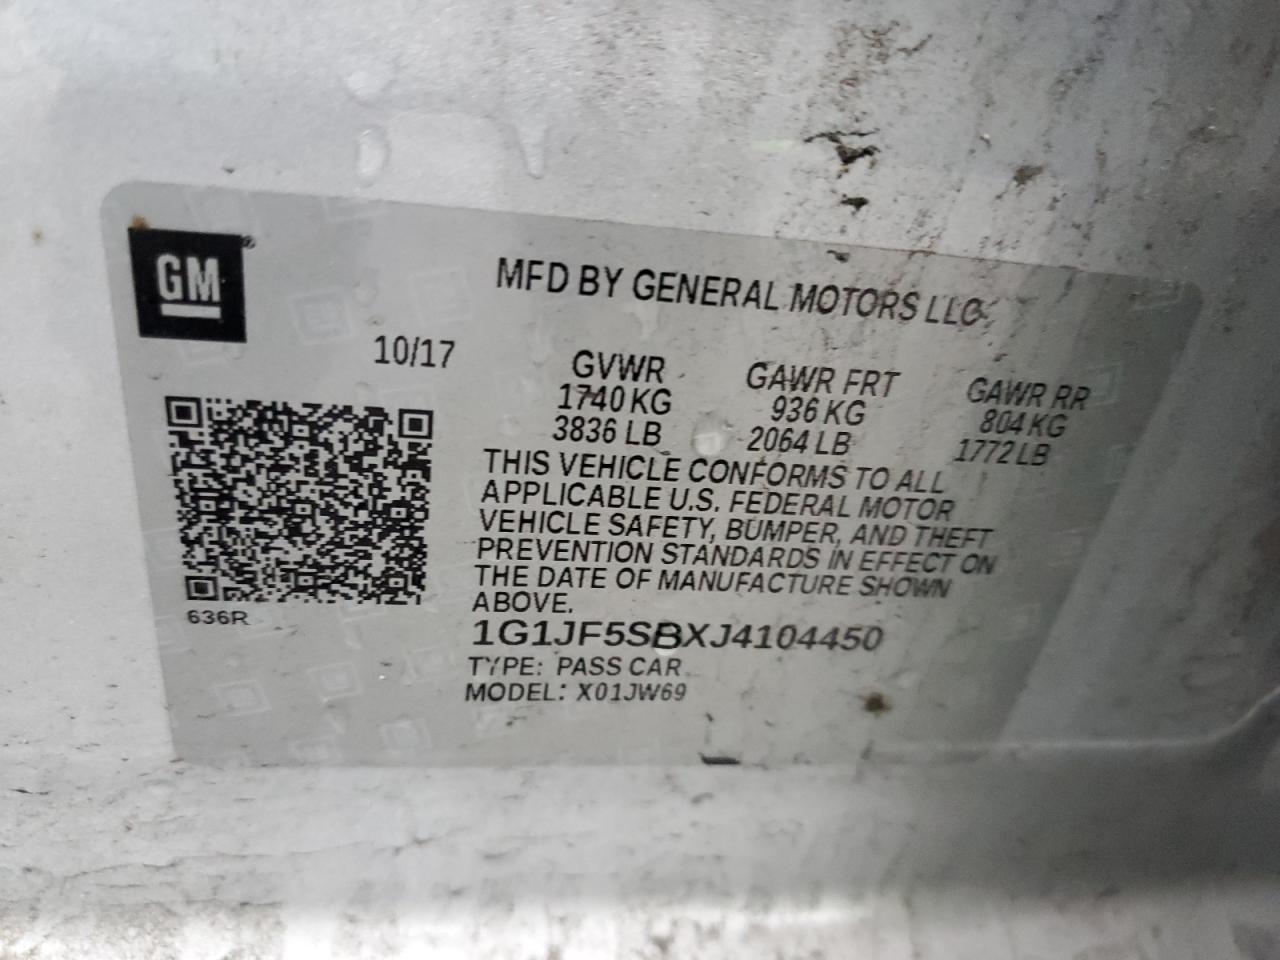 GM
MFD BY GENERAL MOTORS LLC
10/17
GVWR GAWR FRT GAWR RR
1740 KG 936 KG 804 KG
3836 LB 2064 LB 1772 LB
THIS VEHICLE CONFORMS TO ALL
APPLICABLE U.S. FEDERAL MOTOR
VEHICLE SAFETY, BUMPER, AND THEFT
PREVENTION STANDARDS IN EFFECT ON
THE DATE OF MANUFACTURE SHOWN
ABOVE.
636R
1G1JF5SBXJ4104450
TYPE: PASS CAR
MODEL: X01JW69